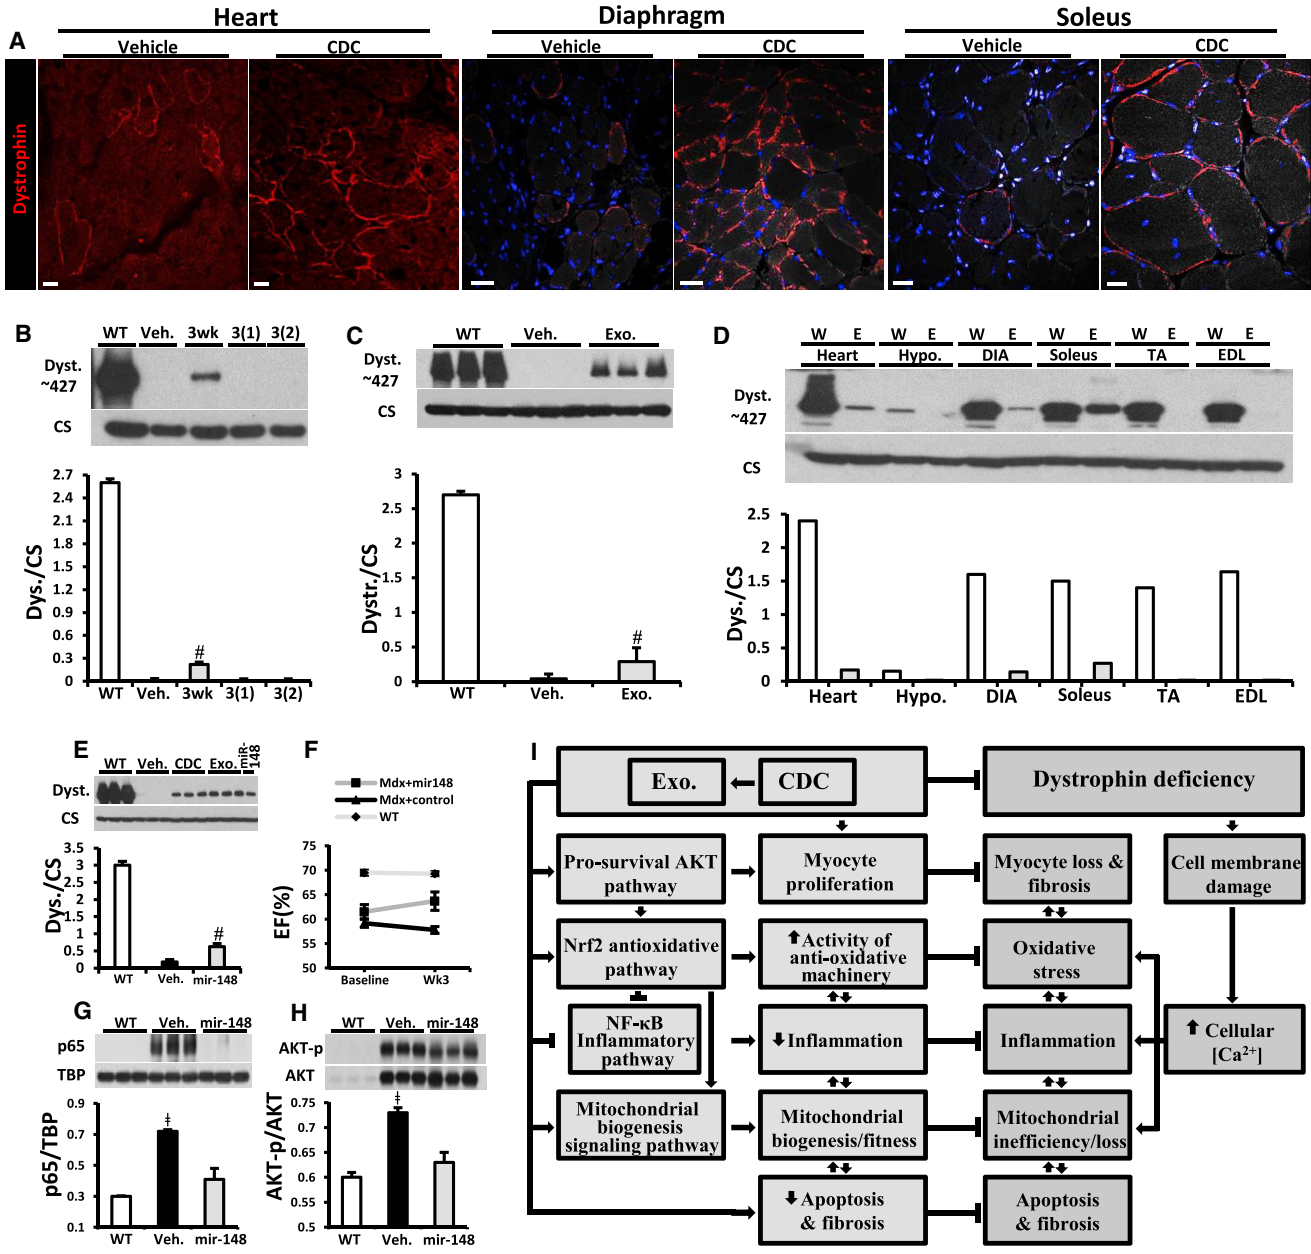 Heart
Diaphragm
Soleus
A
Vehicle
CDC
Vehicle
CDC
Vehicle
CDC
Dystrophin
B
WT
Veh.
3wk
3(1)
3(2)
Dyst.
~427
CS
2.7
2.4
2.1
1.8
1.5
1.2
0.9
0.6
0.3
0
Dys./CS
#
WT
Veh.
3wk
3(1)
3(2)
C
WT
Veh.
Exo.
Dyst.
~427
CS
3
2.5
2
1.5
1
0.5
0
Dystr./CS
#
WT
Veh.
Exo.
D
W E W E W E W E W E W E
Heart
Hypo.
DIA
Soleus
TA
EDL
Dyst.
~427
CS
2.5
2
1.5
1
0.5
0
Dys./CS
Heart
Hypo.
DIA
Soleus
TA
EDL
E
WT
Veh.
CDC
Exo.
miR-
148
Dyst.
CS
3.5
3
2.5
2
1.5
1
0.5
0
Dys./CS
#
WT
Veh.
mir-148
F
Mdx+mir148
Mdx+control
WT
75
70
65
60
55
50
EF(%)
Baseline
Wk3
G
WT
Veh.
mir-148
p65
TBP
0.9
0.7
0.5
0.3
0.1
p65/TBP
ǂ
WT
Veh.
mir-148
H
WT
Veh.
mir-148
AKT-p
AKT
0.75
0.7
0.65
0.6
0.55
0.5
AKT-p/AKT
ǂ
WT
Veh.
mir-148
I
Exo.
CDC
Dystrophin deficiency
Pro-survival AKT
pathway
Myocyte
proliferation
Myocyte loss &
fibrosis
Cell membrane
damage
Nrf2 antioxidative
pathway
Activity of
anti-oxidative
machinery
Oxidative
stress
NF-κB
Inflammatory
pathway
Inflammation
Inflammation
Cellular
[Ca²⁺]
Mitochondrial
biogenesis
signaling pathway
Mitochondrial
biogenesis/fitness
Mitochondrial
inefficiency/loss
Apoptosis
& fibrosis
Apoptosis
& fibrosis